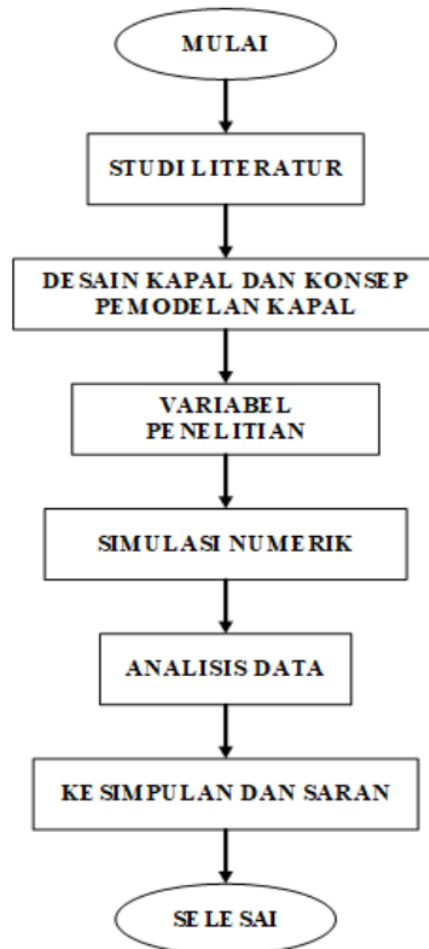 MULAI
STUDI LITERATUR
DESAIN KAPAL DAN KONSEP
PEMODELAN KAPAL
VARIABEL
PENELITIAN
SIMULASI NUMERIK
ANALISIS DATA
KESIMPULAN DAN SARAN
SELESAI